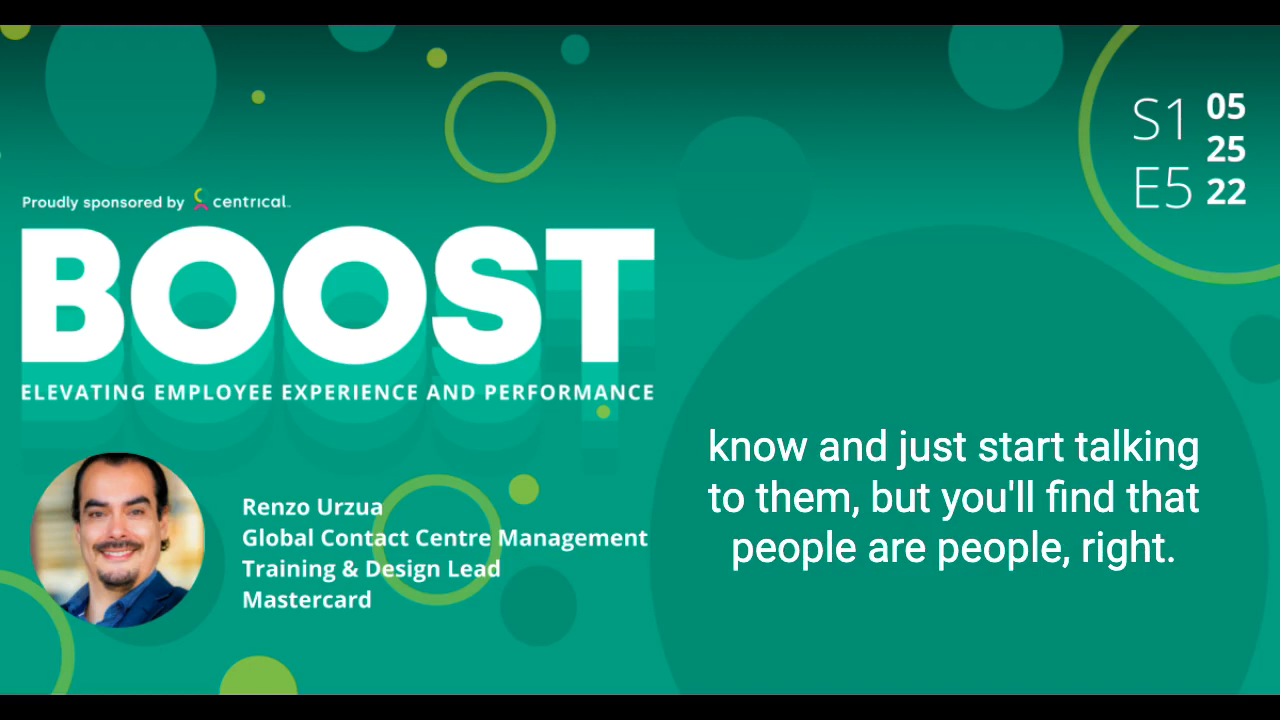 S1 05
25
E5 22
Proudly sponsored by centrical
BOOST
ELEVATING EMPLOYEE EXPERIENCE AND PERFORMANCE
Renzo Urzua
Global Contact Centre Management
Training & Design Lead
Mastercard
know and just start talking
to them, but you'll find that
people are people, right.